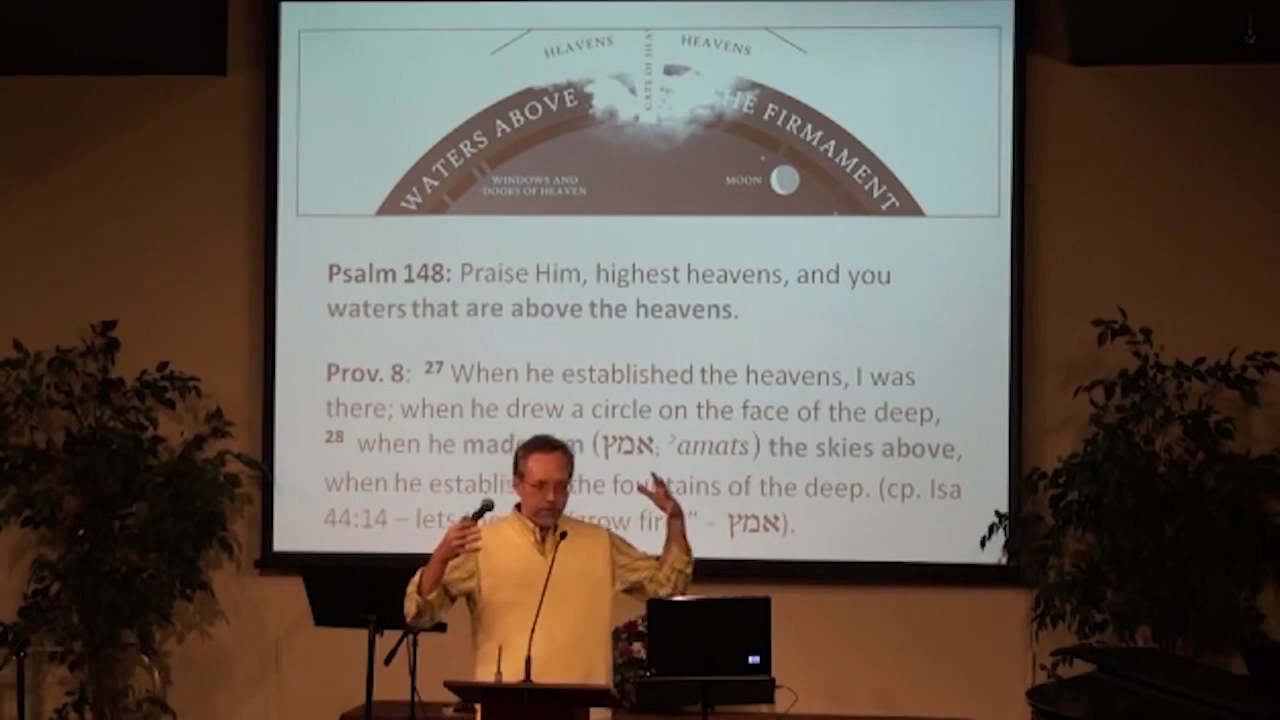 HEAVENS
HEAVENS
GATE OF
WATERS ABOVE
HE FIRMAMENT
WINDOWS AND
DOORS OF HEAVEN
MOON
Psalm 148: Praise Him, highest heavens, and you
waters that are above the heavens.
Prov. 8: 27 When he established the heavens, I was
there; when he drew a circle on the face of the deep,
28 when he made (אמץ; ʾamats) the skies above,
when he the of the deep. (cp. Isa
44:14 – lets " - אמץ).